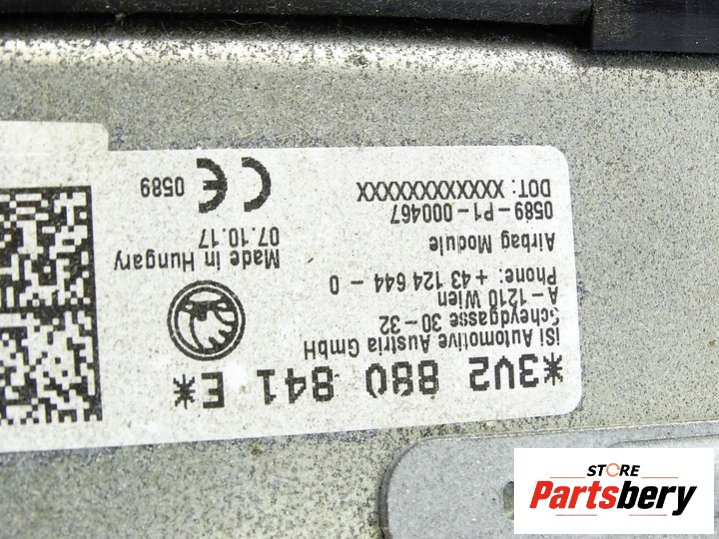 *3V2 880 841 E*
iSi Automotive Austria GmbH
Scheydgasse 30-32
A-1210 Wien
Phone: +43 124 644-0
Airbag Module
0589-P1-000467
DOT: XXXXXXXXXXX
Made in Hungary
07.10.17
0589
CE
STORE
Partsbery